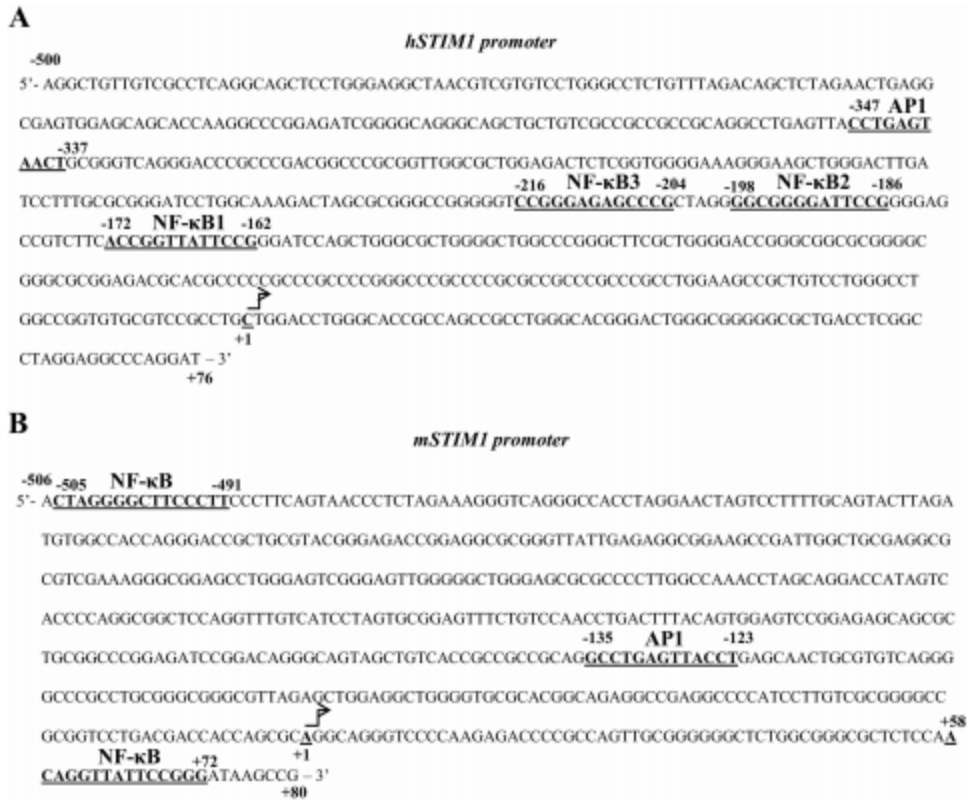 A
hSTIM1 promoter
-500
5'- AGGCTGTTGTCGCCTCAGGCAGCTCCTGGGAGGCTAACGTCGTGTCCTGGGCCTCTGTTTAGACAGCTCTAGAACTGAGG
-347 AP1
CGAGTGGAGCAGCACCAAGGCCCGGAGATCGGGGCAGGGCAGCTGCTGTCGCCGCCGCCGCAGGCCTGAGTTACCTGAGT
-337
AACTGCGGGTCAGGGACCCGCCCGACGGCCCGCGGTTGGCGCTGGAGACTCTCGGTGGGGAAAGGGAAGCTGGGACTTGA
-216 NF-κB3 -204 -198 NF-κB2 -186
TCCTTTGCGCGGGATCCTGGCAAAGACTAGCGCGGGCCGGGGGTCCGGGAGAGCCCGCTAGGGGCGGGGATTCCGGGGAG
-172 NF-κB1 -162
CCGTCTTCACCGGTTATTCCGGGATCCAGCTGGGCGCTGGGGCTGGCCCGGGCTTCGCTGGGGACCGGGCGGCGCGGGGC
GGGCGCGGAGACGCACGCCCCCGCCCGCCCCGGGCCCGCCCCGCGCCGCCCGCCCGCCTGGAAGCCGCTGTCCTGGGCCT
GGCCGGTGTGCGTCCGCCTGCTGGACCTGGGCACCGCCAGCCGCCTGGGCACGGGACTGGGCGGGGGCGCTGACCTCGGC
+1
CTAGGAGGCCCAGGAT – 3'
+76
B
mSTIM1 promoter
-506 -505 NF-κB -491
5'- ACTAGGGGCTTCCCTTCCCTTCAGTAACCCTCTAGAAAGGGTCAGGGCCACCTAGGAACTAGTCCTTTTGCAGTACTTAGA
TGTGGCCACCAGGGACCGCTGCGTACGGGAGACCGGAGGCGCGGGTTATTGAGAGGCGGAAGCCGATTGGCTGCGAGGCG
CGTCGAAAGGGCGGAGCCTGGGAGTCGGGAGTTGGGGGCTGGGAGCGCGCCCCTTGGCCAAACCTAGCAGGACCATAGTC
ACCCCAGGCGGCTCCAGGTTTGTCATCCTAGTGCGGAGTTTCTGTCCAACCTGACTTTACAGTGGAGTCCGGAGAGCAGCGC
-135 AP1 -123
TGCGGCCCGGAGATCCGGACAGGGCAGTAGCTGTCACCGCCGCCGCAGGCCTGAGTTACCTGAGCAACTGCGTGTCAGGG
GCCCGCCTGCGGGCGGGCGTTAGAGCTGGAGGCTGGGGTGCGCACGGCAGAGGCCGAGGCCCCATCCTTGTCGCGGGGCC
+58
GCGGTCCTGACGACCACCAGCGCAGGCAGGGTCCCCAAGAGACCCCGCCAGTTGCGGGGGGGCTCTGGCGGGCGCTCTCCAA
NF-κB +72 +1
CAGGTTATTCCGGGATAAGCCG – 3'
+80